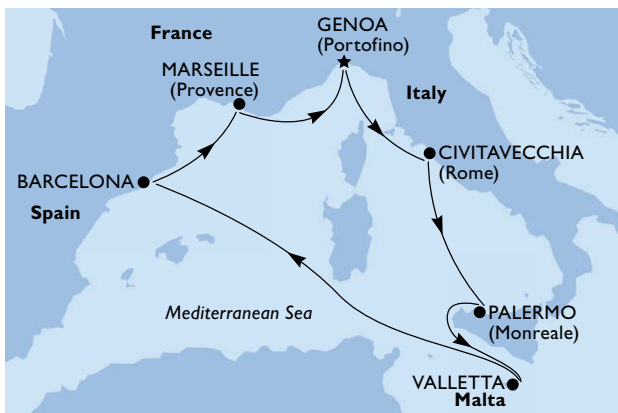 GENOA
(Portofino)
France
MARSEILLE
(Provence)
Italy
CIVITAVECCHIA
(Rome)
BARCELONA
Spain
Mediterranean Sea
PALERMO
(Monreale)
VALLETTA
Malta